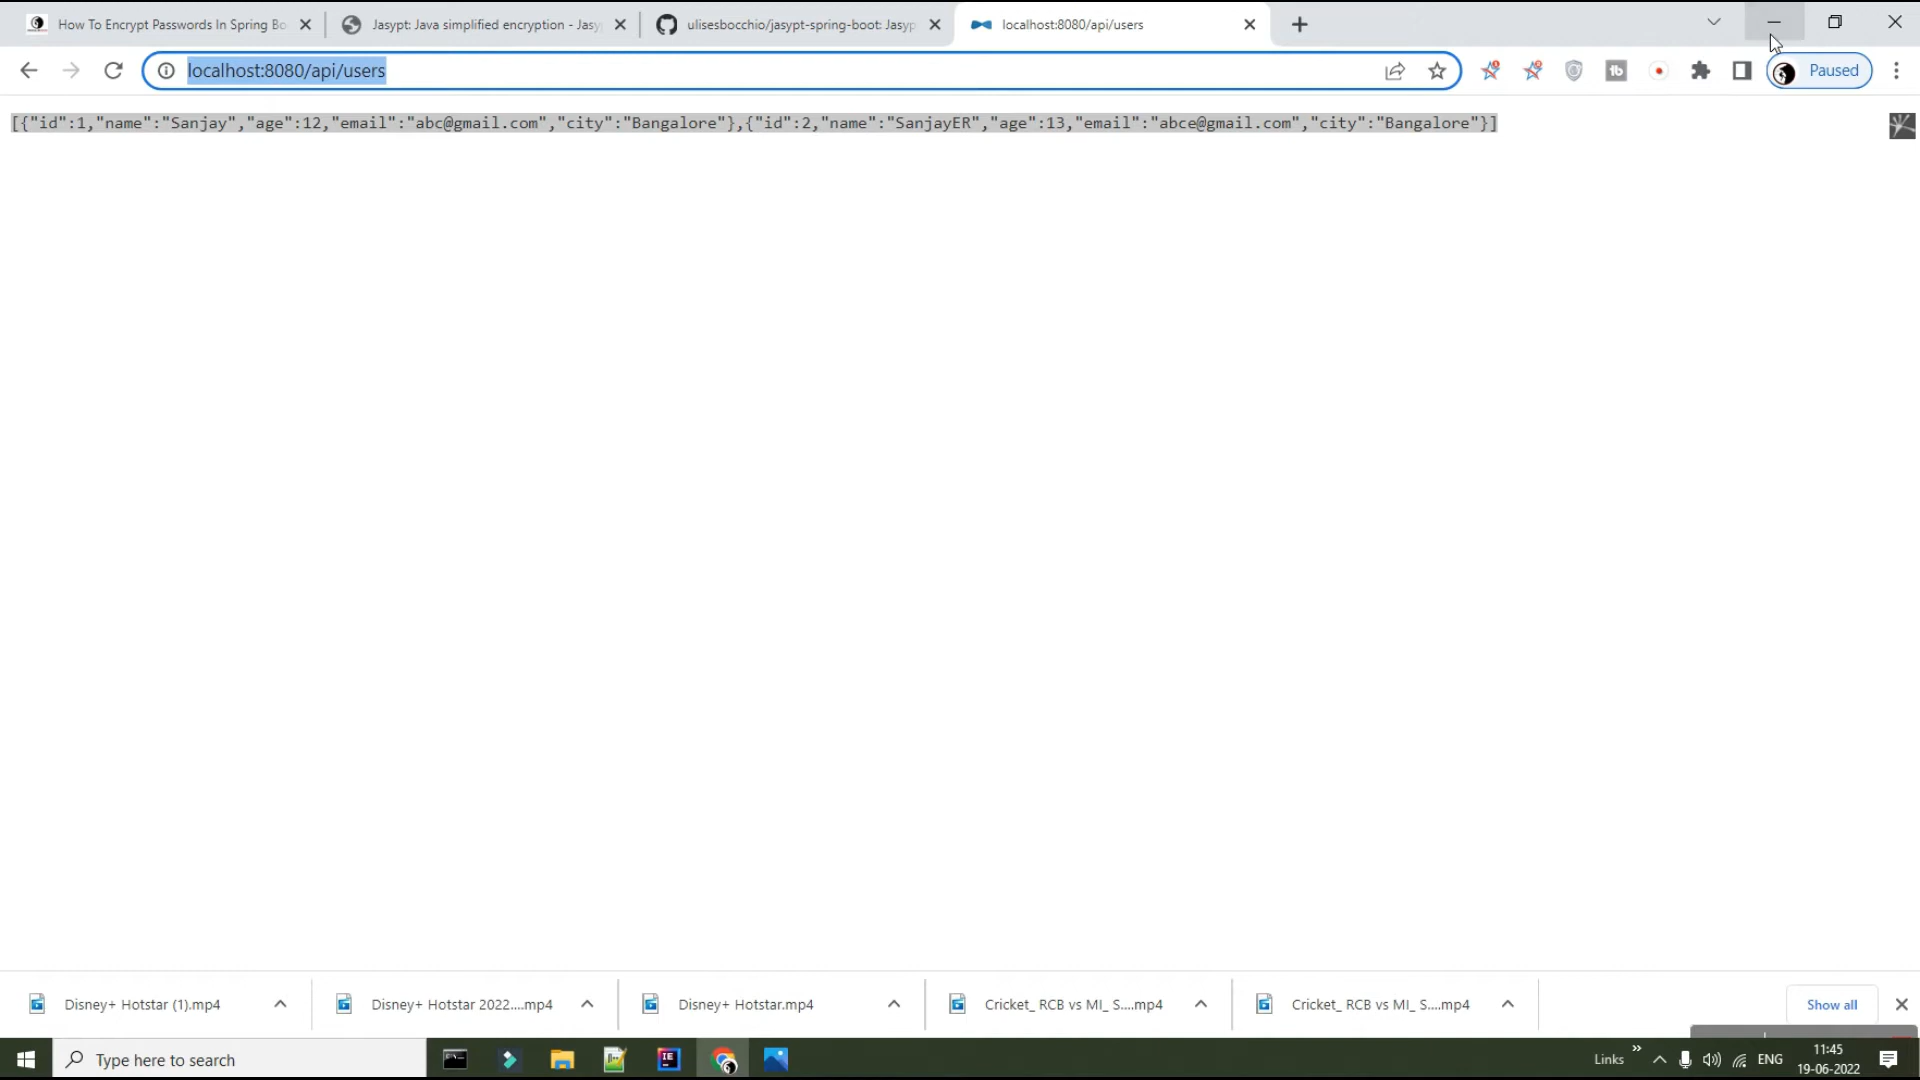 How To Encrypt Passwords In Spring Bo
Jasypt: Java simplified encryption - Jasy
ulisesbocchio/jasypt-spring-boot: Jasyp
localhost:8080/api/users
localhost:8080/api/users
Paused
[{"id":1,"name":"Sanjay","age":12,"email":"abc@gmail.com","city":"Bangalore"},{"id":2,"name":"SanjayER","age":13,"email":"abce@gmail.com","city":"Bangalore"}]
Disney+ Hotstar (1).mp4
Disney+ Hotstar 2022....mp4
Disney+ Hotstar.mp4
Cricket_ RCB vs MI_ S....mp4
Cricket_ RCB vs MI_ S....mp4
Show all
Type here to search
Links
ENG
11:45
19-06-2022